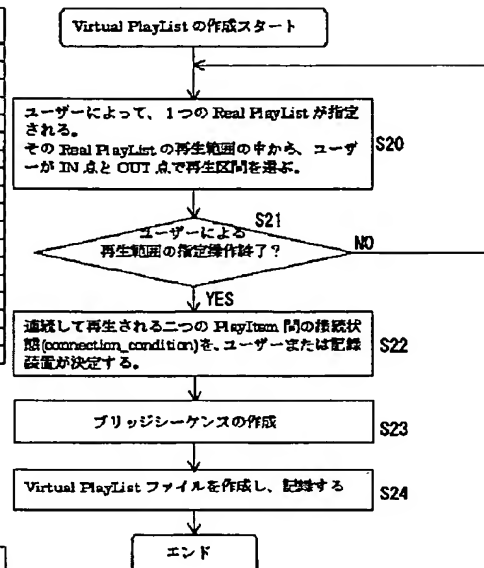 Virtual PlayList の作成スタート
ユーザーによって、1つの Real PlayList が指定
される。
その Real PlayList の再生範囲の中から、ユーザ
ーが IN 点と OUT 点で再生区間を選ぶ。
S20
S21
ユーザーによる
再生範囲の指定操作終了?
NO
YES
連続して再生される二つの PlayItem 間の接続状
態(connection_condition)を、ユーザーまたは記録
装置が決定する。
S22
ブリッジシーケンスの作成
S23
Virtual PlayList ファイルを作成し、記録する
S24
エンド